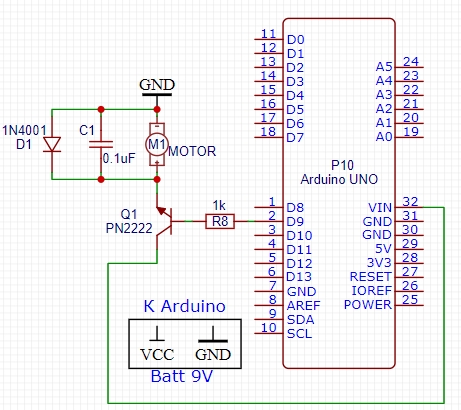 GND
1N4001
D1
C1
0.1uF
M1
MOTOR
Q1
PN2222
1k
R8
11 D0
12 D1
13 D2
14 D3
15 D4
16 D5
17 D6
18 D7
A5 24
A4 23
A3 22
A2 21
A1 20
A0 19
P10
Arduino UNO
1 D8
2 D9
3 D10
4 D11
5 D12
6 D13
7 GND
8 AREF
9 SDA
10 SCL
VIN 32
GND 31
GND 30
5V 29
3V3 28
RESET 27
IOREF 26
POWER 25
K Arduino
VCC GND
Batt 9V